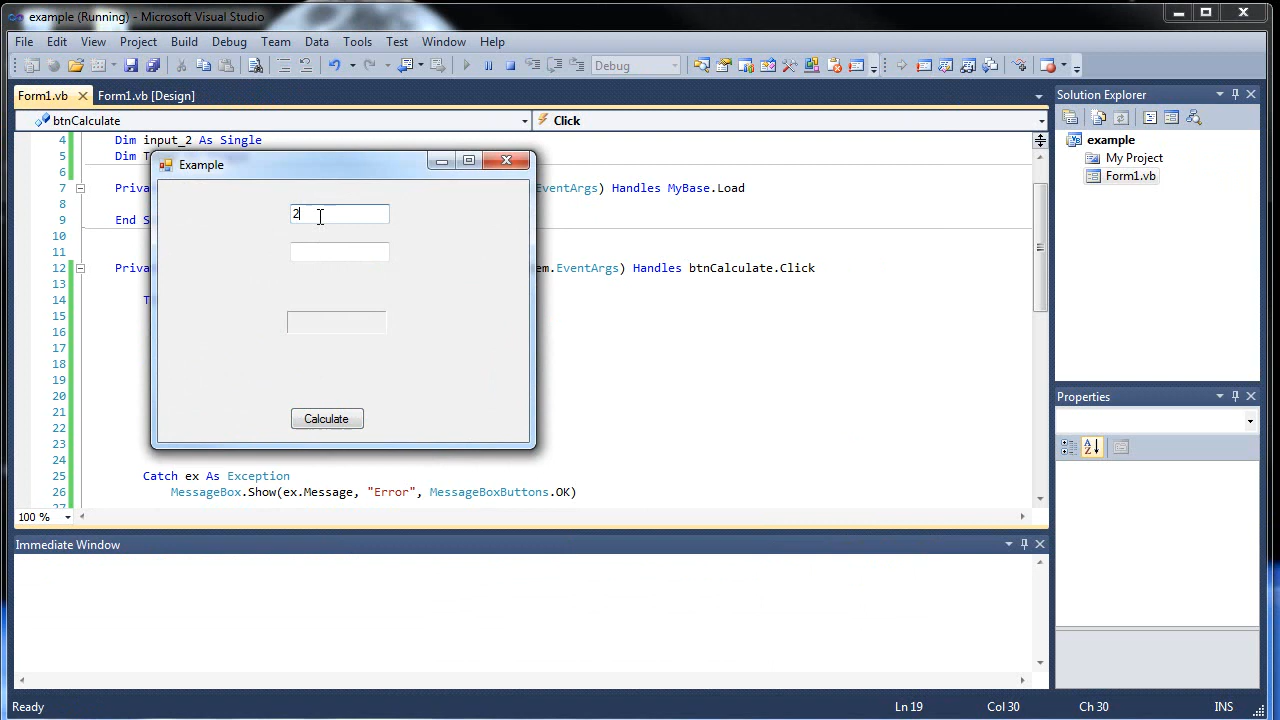 example (Running) - Microsoft Visual Studio
File Edit View Project Build Debug Team Data Tools Test Window Help
Debug
Form1.vb Form1.vb [Design]
Solution Explorer
btnCalculate Click
example
My Project
Form1.vb
4 Dim input_2 As Single
5 Dim
6
Example
7 Priv EventArgs) Handles MyBase.Load
8
9 End S
10
11
12 Priv em.EventArgs) Handles btnCalculate.Click
13
14 T
15
16
17
18
19
20
21
22
23
24
25 Catch ex As Exception
26 MessageBox.Show(ex.Message, "Error", MessageBoxButtons.OK)
2
Calculate
Properties
100 %
Immediate Window
Ready Ln 19 Col 30 Ch 30 INS